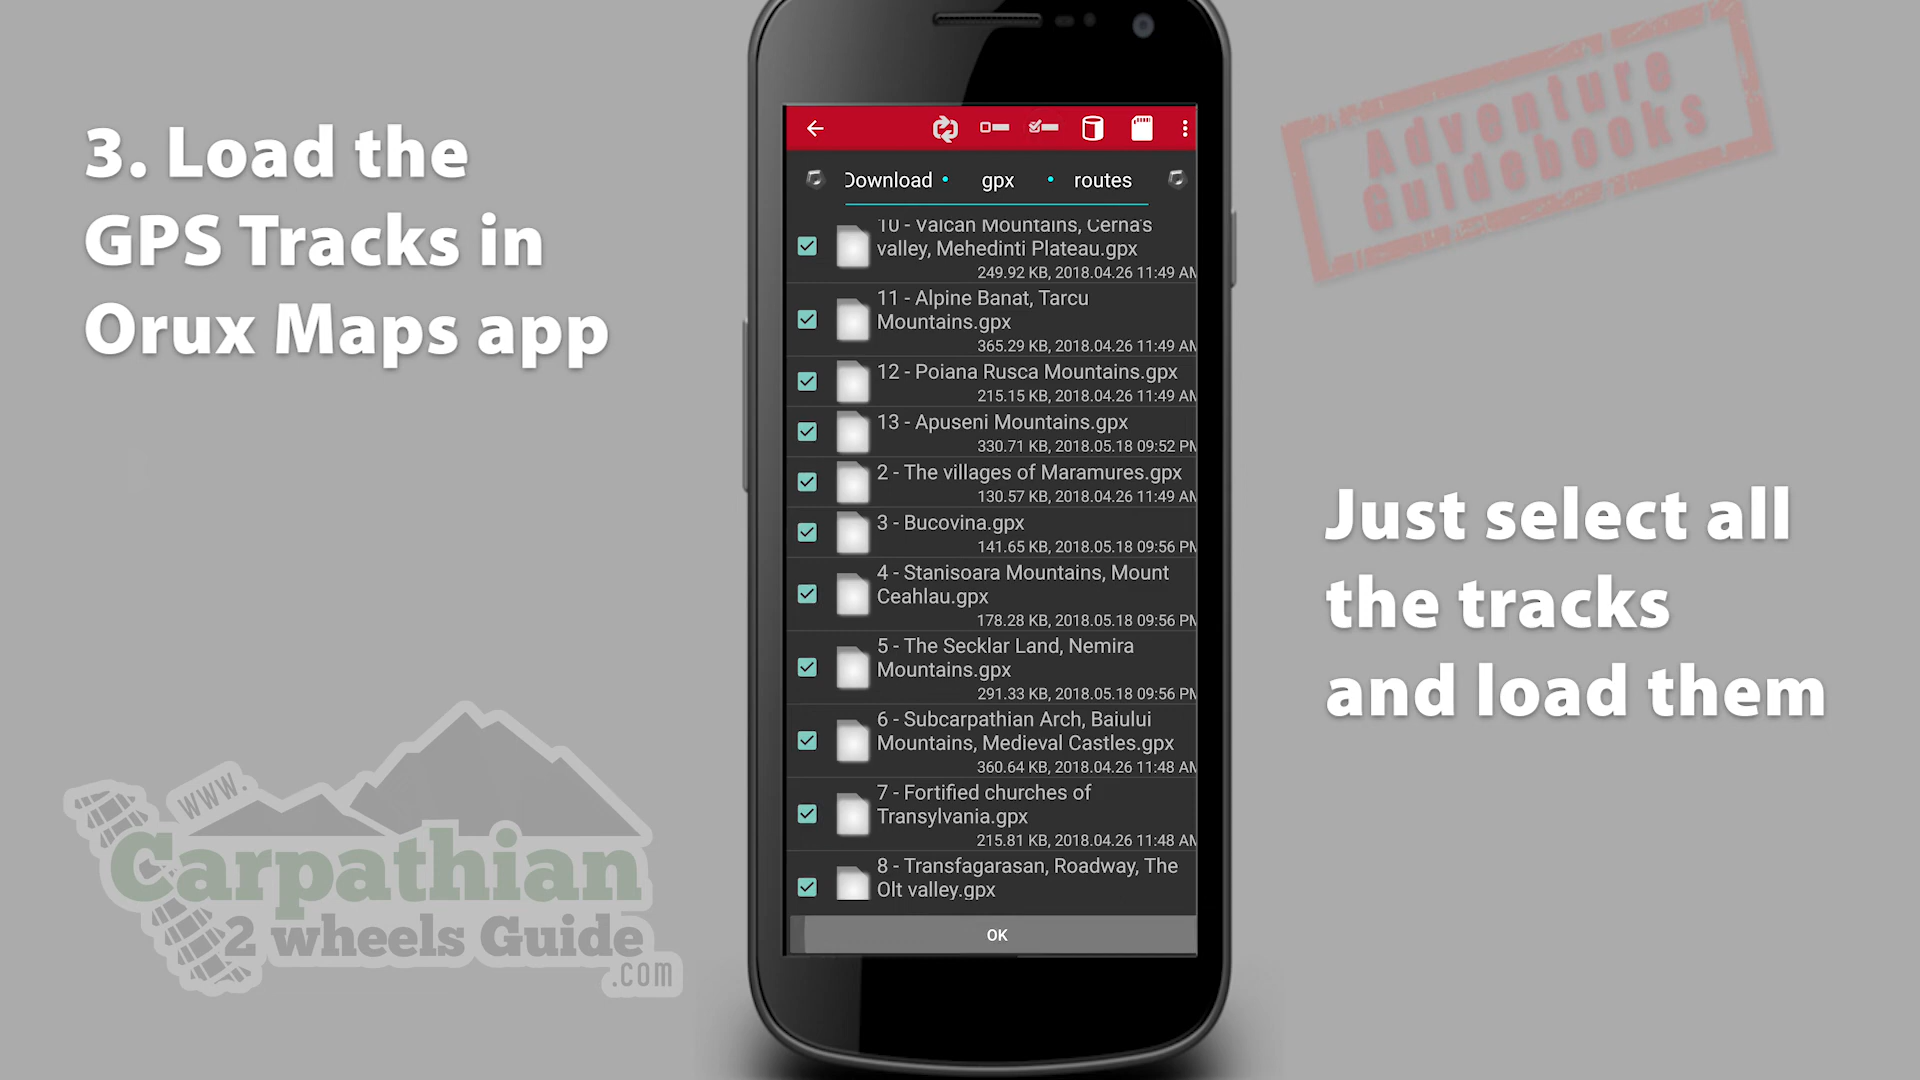 3. Load the
GPS Tracks in
Orux Maps app
Adventure
Guidebooks
Download • gpx • routes
10 - Valcan Mountains, Cerna's
valley, Mehedinti Plateau.gpx
249.92 KB, 2018.04.26 11:49 AM
11 - Alpine Banat, Tarcu
Mountains.gpx
365.29 KB, 2018.04.26 11:49 AM
12 - Poiana Rusca Mountains.gpx
215.15 KB, 2018.04.26 11:49 AM
13 - Apuseni Mountains.gpx
330.71 KB, 2018.05.18 09:52 PM
2 - The villages of Maramures.gpx
130.57 KB, 2018.04.26 11:49 AM
3 - Bucovina.gpx
141.65 KB, 2018.05.18 09:56 PM
4 - Stanisoara Mountains, Mount
Ceahlau.gpx
178.28 KB, 2018.05.18 09:56 PM
5 - The Secklar Land, Nemira
Mountains.gpx
291.33 KB, 2018.05.18 09:56 PM
6 - Subcarpathian Arch, Baiului
Mountains, Medieval Castles.gpx
360.64 KB, 2018.04.26 11:48 AM
7 - Fortified churches of
Transylvania.gpx
215.81 KB, 2018.04.26 11:48 AM
8 - Transfagarasan, Roadway, The
Olt valley.gpx
OK
Just select all
the tracks
and load them
www.
Carpathian
2 wheels Guide
.com